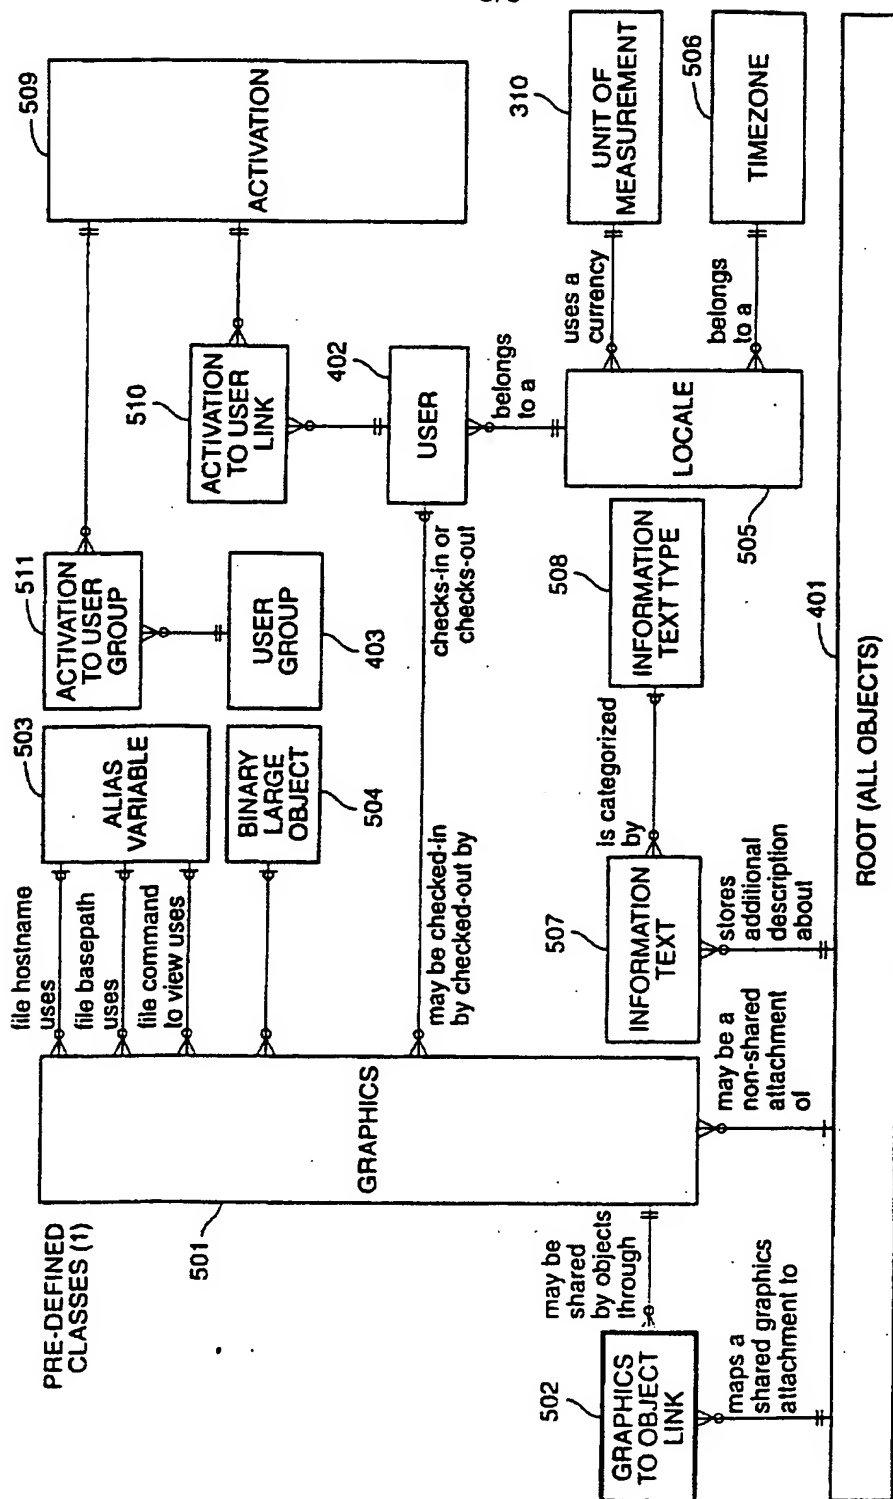 PRE-DEFINED
CLASSES (1)
501
GRAPHICS
file hostname
uses
file basepath
uses
file command
to view uses
503
ALIAS
VARIABLE
BINARY
LARGE
OBJECT
504
511
ACTIVATION
TO USER
GROUP
USER
GROUP
403
509
ACTIVATION
510
ACTIVATION
TO USER
LINK
402
USER
may be checked-in
by checked-out by
checks-in or
checks-out
belongs
to a
LOCALE
505
uses a
currency
belongs
to a
310
UNIT OF
MEASUREMENT
506
TIMEZONE
508
INFORMATION
TEXT TYPE
is categorized
by
507
INFORMATION
TEXT
stores
additional
description
about
may be a
non-shared
attachment
of
may be
shared
by objects
through
502
GRAPHICS
TO OBJECT
LINK
maps a
shared graphics
attachment to
401
ROOT (ALL OBJECTS)